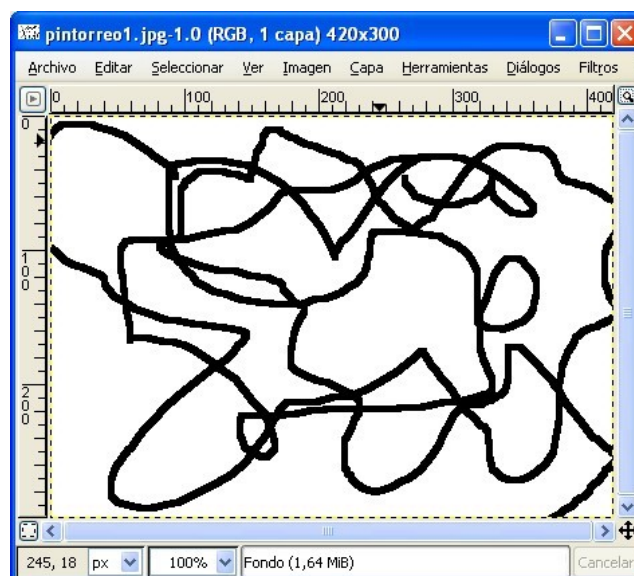 pintorreo1.jpg-1.0 (RGB, 1 capa) 420x300
Archivo Editar Seleccionar Ver Imagen Capa Herramientas Diálogos Filtros
0 100 200 300 400
0
100
200
245, 18 px 100% Fondo (1,64 MiB) Cancelar